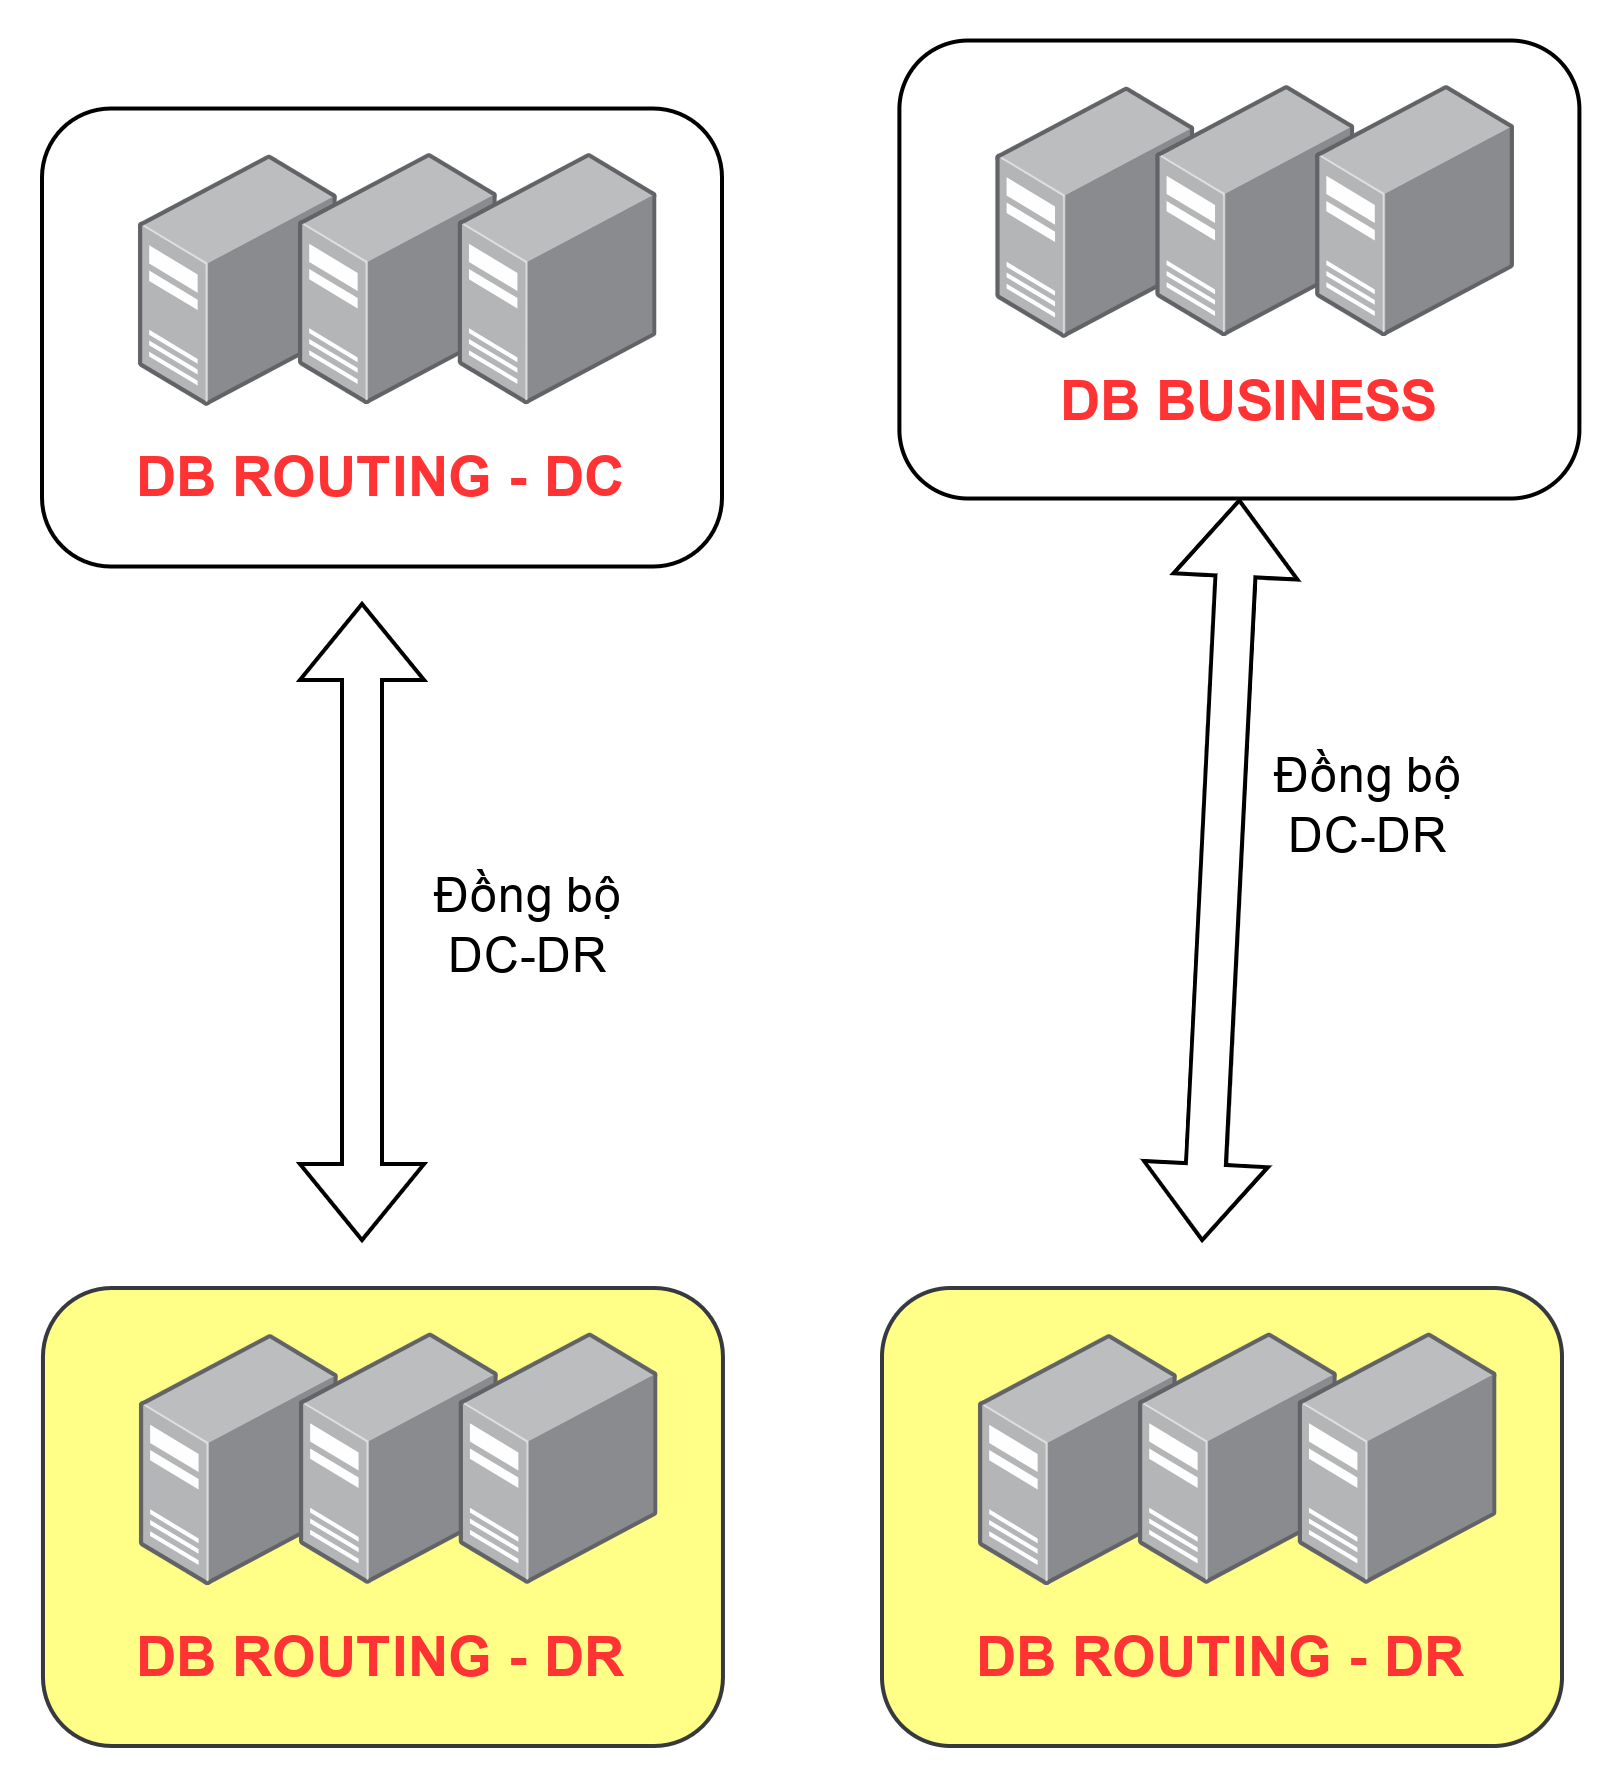 DB ROUTING - DC
DB BUSINESS
Đồng bộ
DC-DR
Đồng bộ
DC-DR
DB ROUTING - DR
DB ROUTING - DR